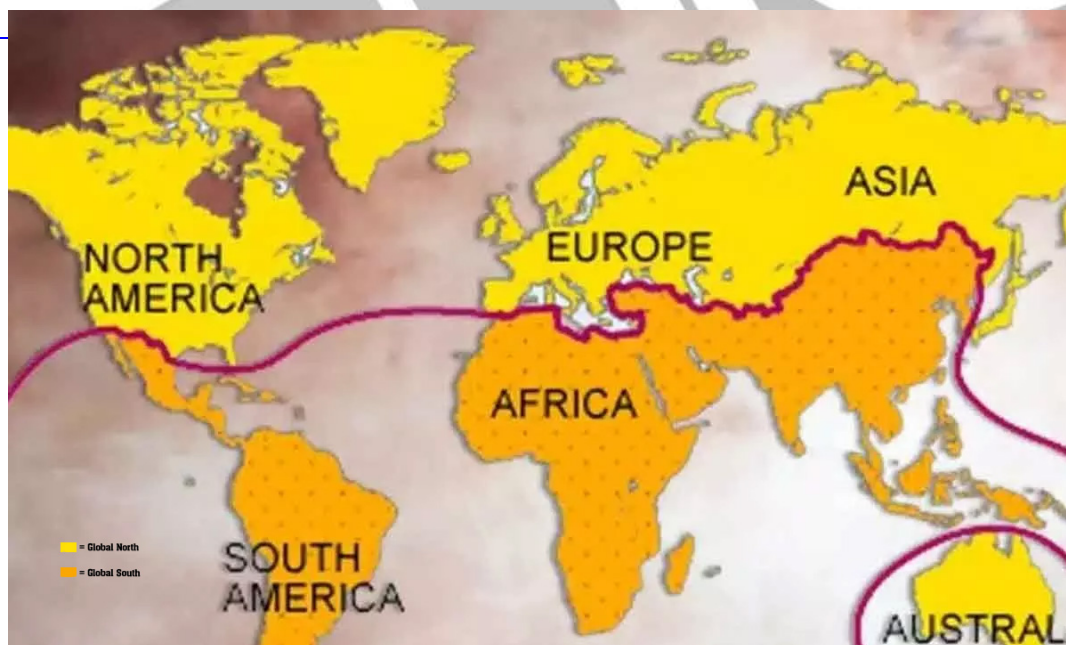 ASIA
EUROPE
NORTH
AMERICA
AFRICA
= Global North
= Global South
SOUTH
AMERICA
AUSTRAL